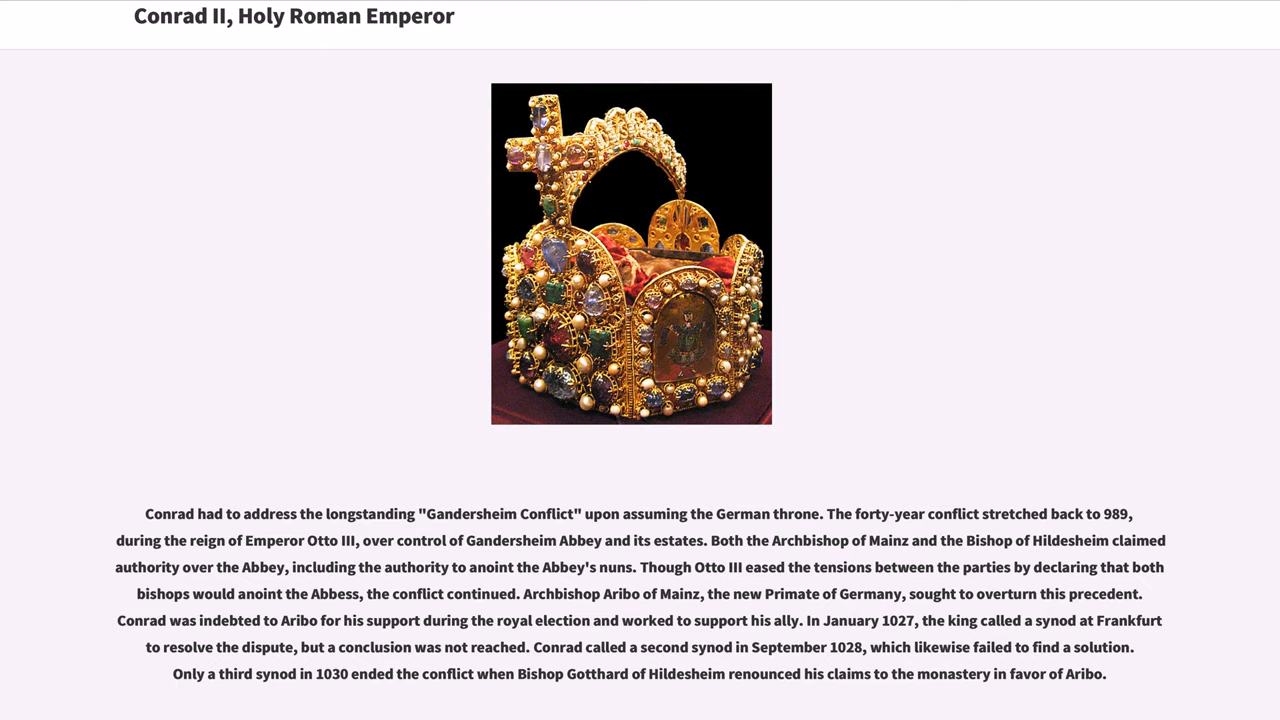 Conrad II, Holy Roman Emperor
Conrad had to address the longstanding "Gandersheim Conflict" upon assuming the German throne. The forty-year conflict stretched back to 989,
during the reign of Emperor Otto III, over control of Gandersheim Abbey and its estates. Both the Archbishop of Mainz and the Bishop of Hildesheim claimed
authority over the Abbey, including the authority to anoint the Abbey's nuns. Though Otto III eased the tensions between the parties by declaring that both
bishops would anoint the Abbess, the conflict continued. Archbishop Aribo of Mainz, the new Primate of Germany, sought to overturn this precedent.
Conrad was indebted to Aribo for his support during the royal election and worked to support his ally. In January 1027, the king called a synod at Frankfurt
to resolve the dispute, but a conclusion was not reached. Conrad called a second synod in September 1028, which likewise failed to find a solution.
Only a third synod in 1030 ended the conflict when Bishop Gotthard of Hildesheim renounced his claims to the monastery in favor of Aribo.